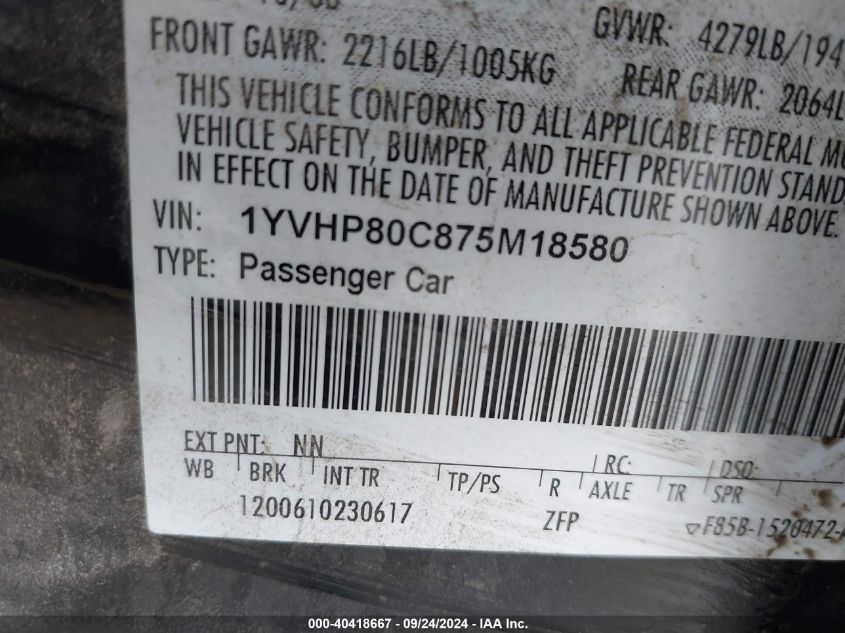 GVWR: 4279LB/194
FRONT GAWR: 2216LB/1005KG
REAR GAWR: 2064L
THIS VEHICLE CONFORMS TO ALL APPLICABLE FEDERAL MO
VEHICLE SAFETY, BUMPER, AND THEFT PREVENTION STAND
IN EFFECT ON THE DATE OF MANUFACTURE SHOWN ABOVE.
VIN: 1YVHP80C875M18580
TYPE: Passenger Car
EXT PNT: NN RC: DSO:
WB BRK INT TR TP/PS R AXLE TR SPR
1200610230617 ZFP
▽F85B-1520472-A
000-40418667 - 09/24/2024 - IAA Inc.